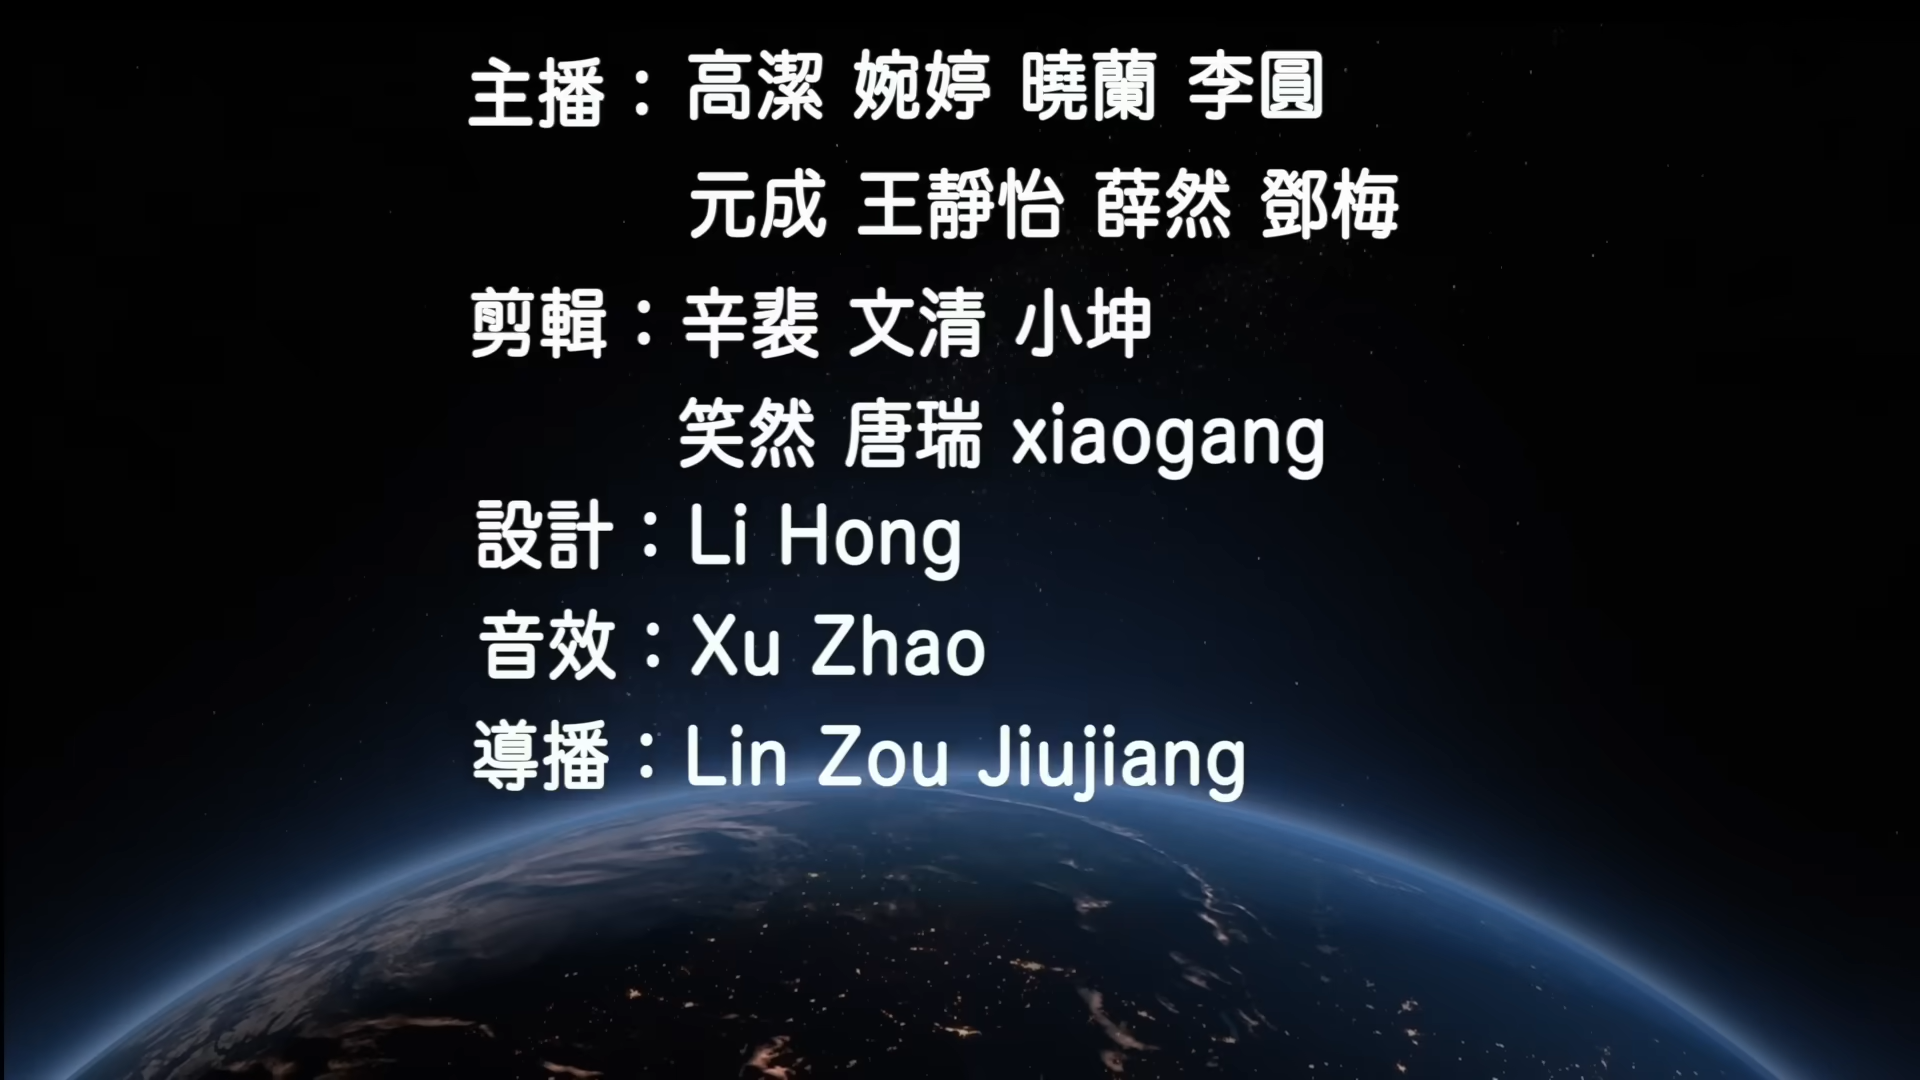 主播：高潔 婉婷 曉蘭 李圓
元成 王靜怡 薛然 鄧梅
剪輯：辛裴 文清 小坤
笑然 唐瑞 xiaogang
設計：Li Hong
音效：Xu Zhao
導播：Lin Zou Jiujiang